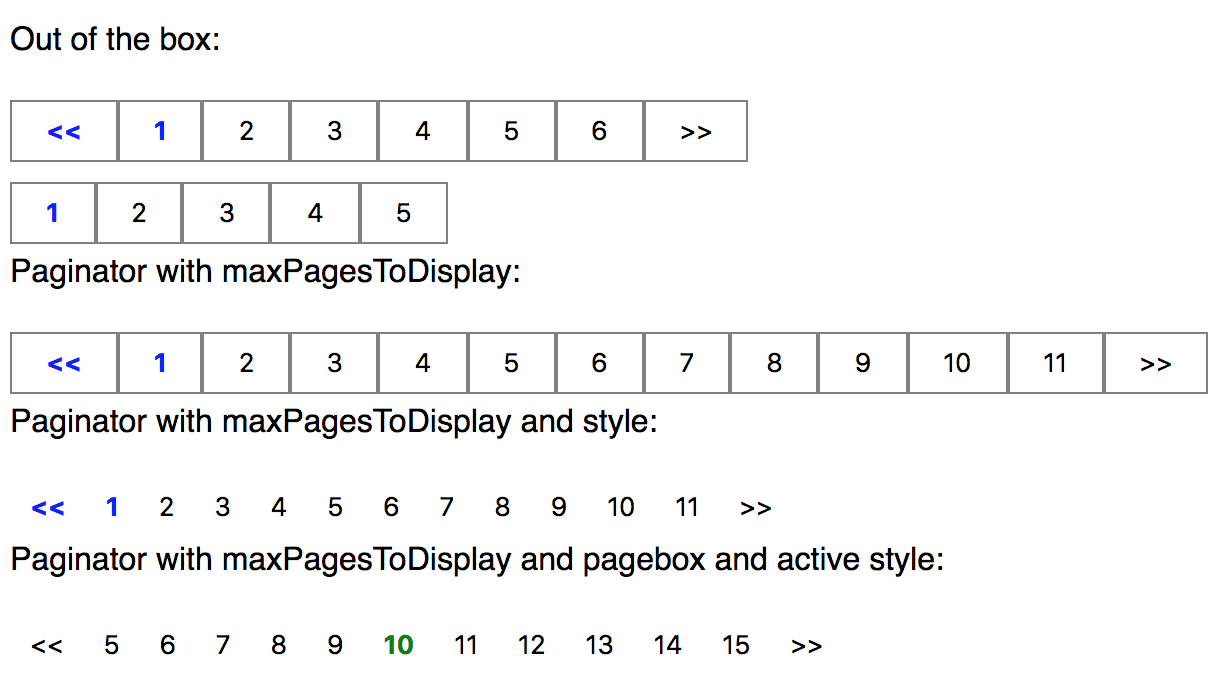 Out of the box:
<< 1 2 3 4 5 6 >>
1 2 3 4 5
Paginator with maxPagesToDisplay:
<< 1 2 3 4 5 6 7 8 9 10 11 >>
Paginator with maxPagesToDisplay and style:
<< 1 2 3 4 5 6 7 8 9 10 11 >>
Paginator with maxPagesToDisplay and pagebox and active style:
<< 5 6 7 8 9 10 11 12 13 14 15 >>